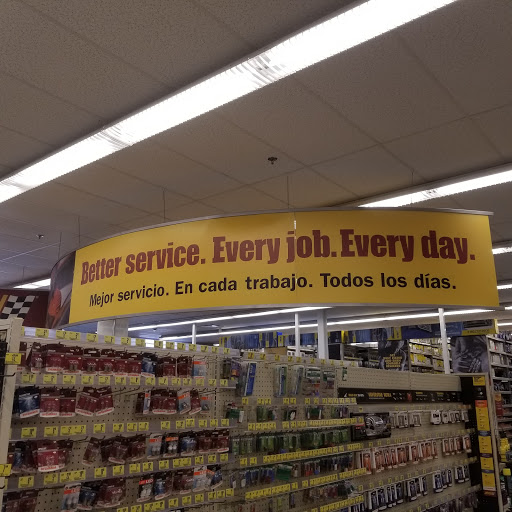 Better service. Every job. Every day.
Mejor servicio. En cada trabajo. Todos los días.